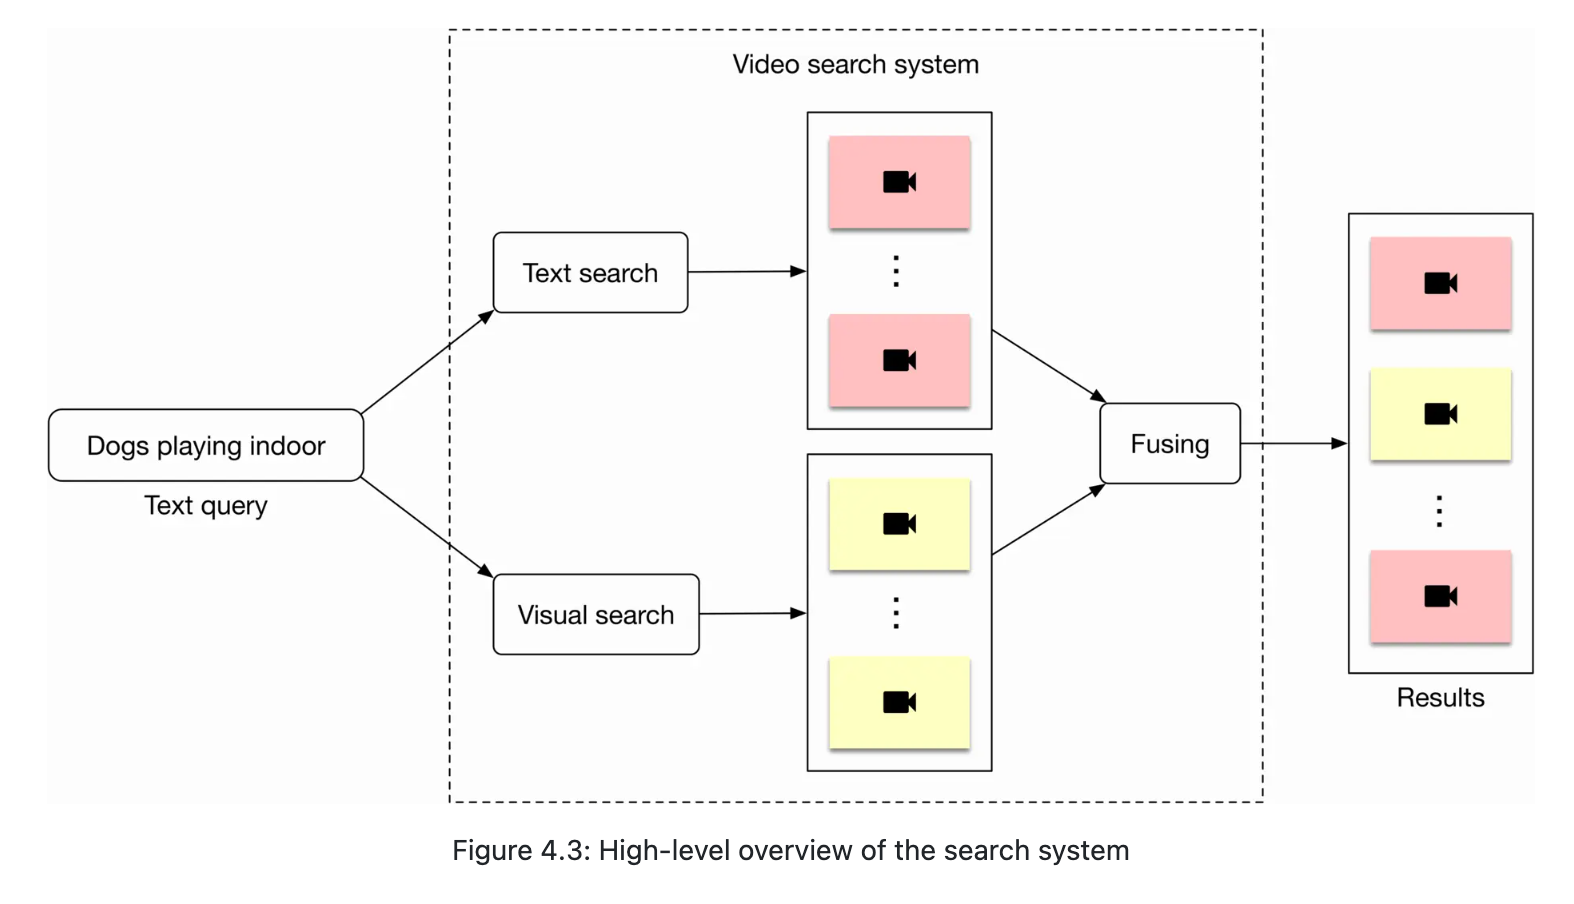 Video search system
Text search
Dogs playing indoor
Text query
Visual search
Fusing
Results
Figure 4.3: High-level overview of the search system